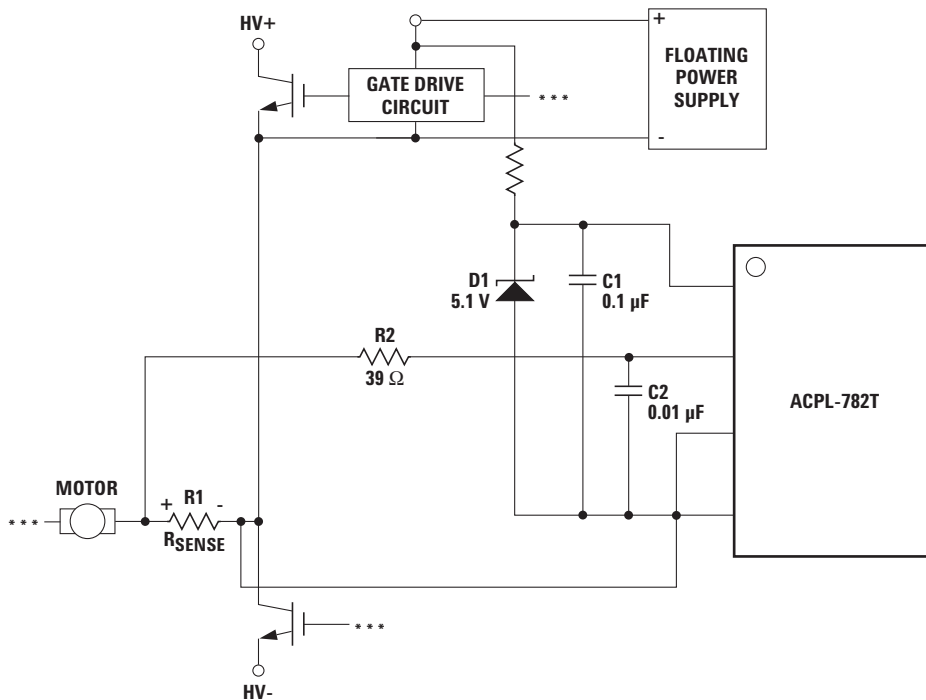 HV+
+
GATE DRIVE
CIRCUIT
***
FLOATING
POWER
SUPPLY
-
D1
5.1 V
C1
0.1 µF
R2
39 Ω
C2
0.01 µF
ACPL-782T
MOTOR
***
+ R1 -
RSENSE
***
HV-